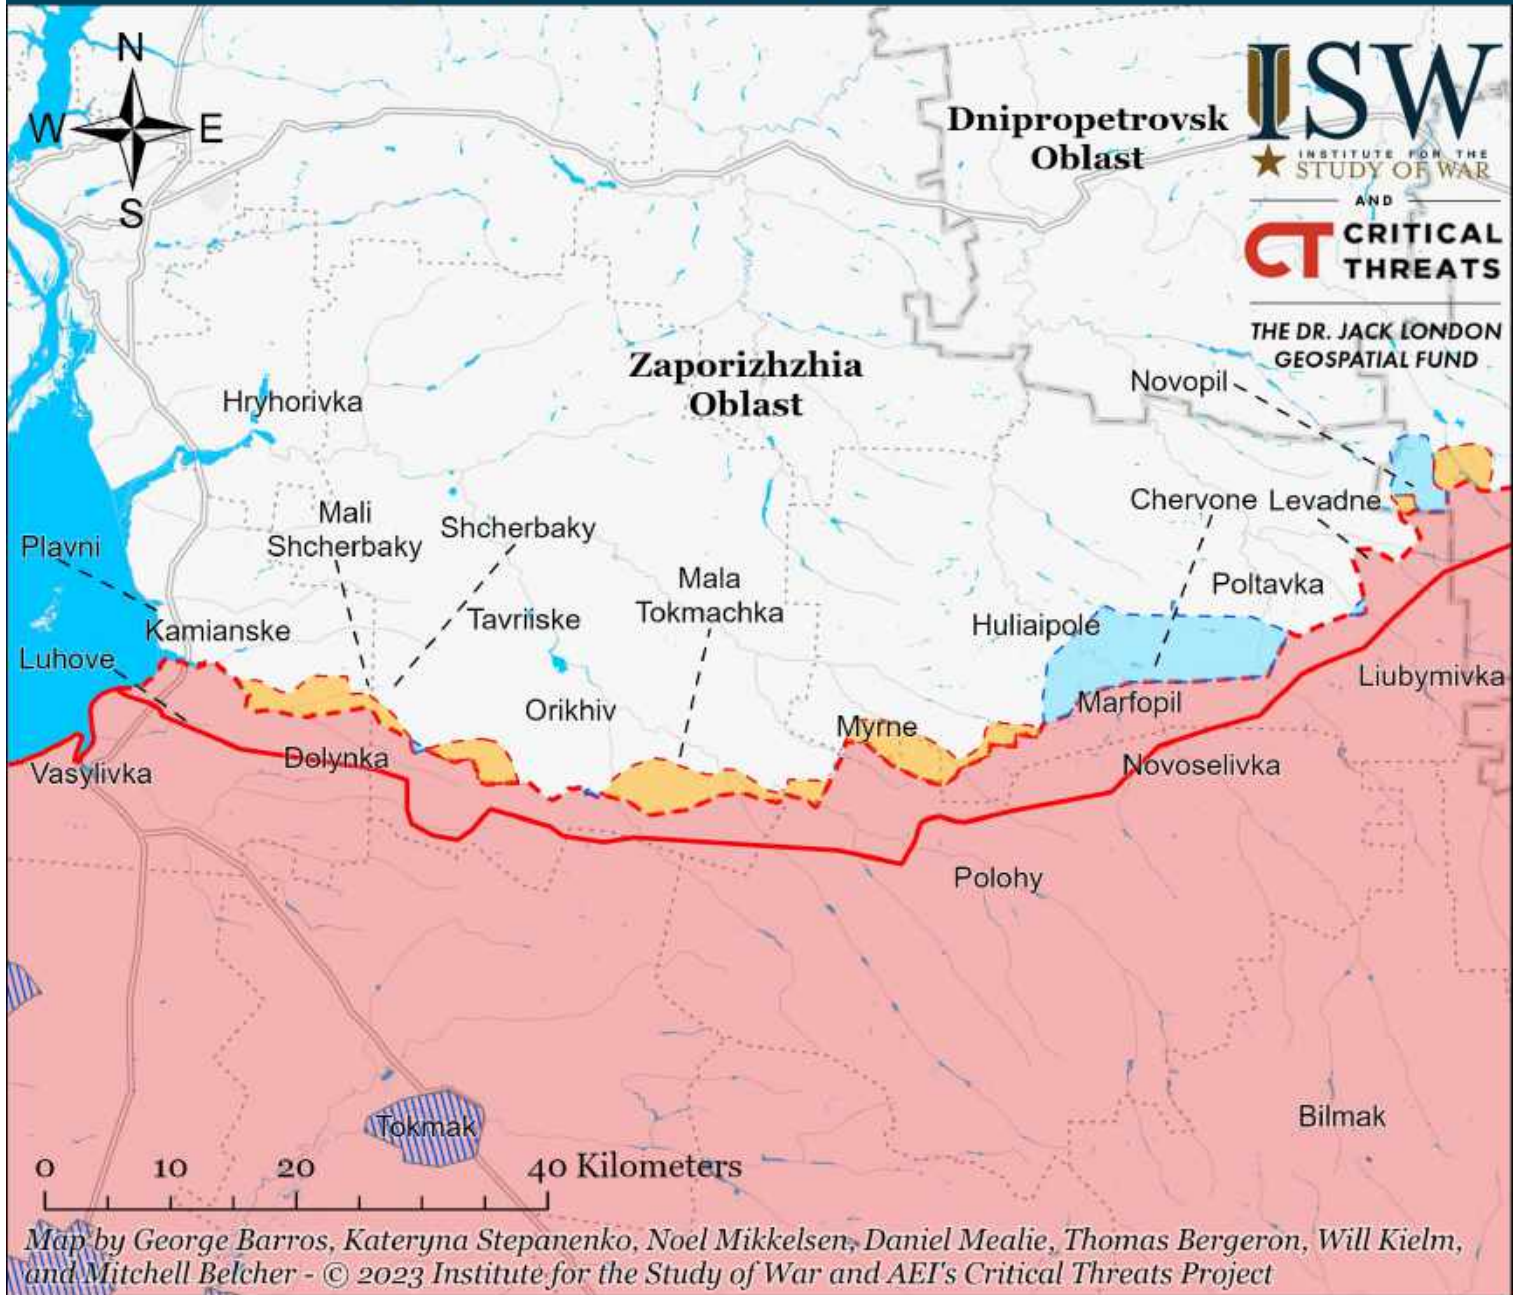 N
W E
S
Dnipropetrovsk
Oblast
ISW
INSTITUTE FOR THE
STUDY OF WAR
AND
CT CRITICAL
THREATS
THE DR. JACK LONDON
GEOSPATIAL FUND
Zaporizhzhia
Oblast
Novopil
Hryhorivka
Mali
Shcherbaky
Shcherbaky
Chervone
Levadne
Plavni
Mala
Tokmachka
Poltavka
Kamianske
Tavriiske
Huliaipole
Luhove
Liubymivka
Orikhiv
Marfopil
Myrne
Vasylivka
Dolynka
Novoselivka
Polohy
Tokmak
Bilmak
0 10 20 40 Kilometers
Map by George Barros, Kateryna Stepanenko, Noel Mikkelsen, Daniel Mealie, Thomas Bergeron, Will Kielm,
and Mitchell Belcher - © 2023 Institute for the Study of War and AEI's Critical Threats Project